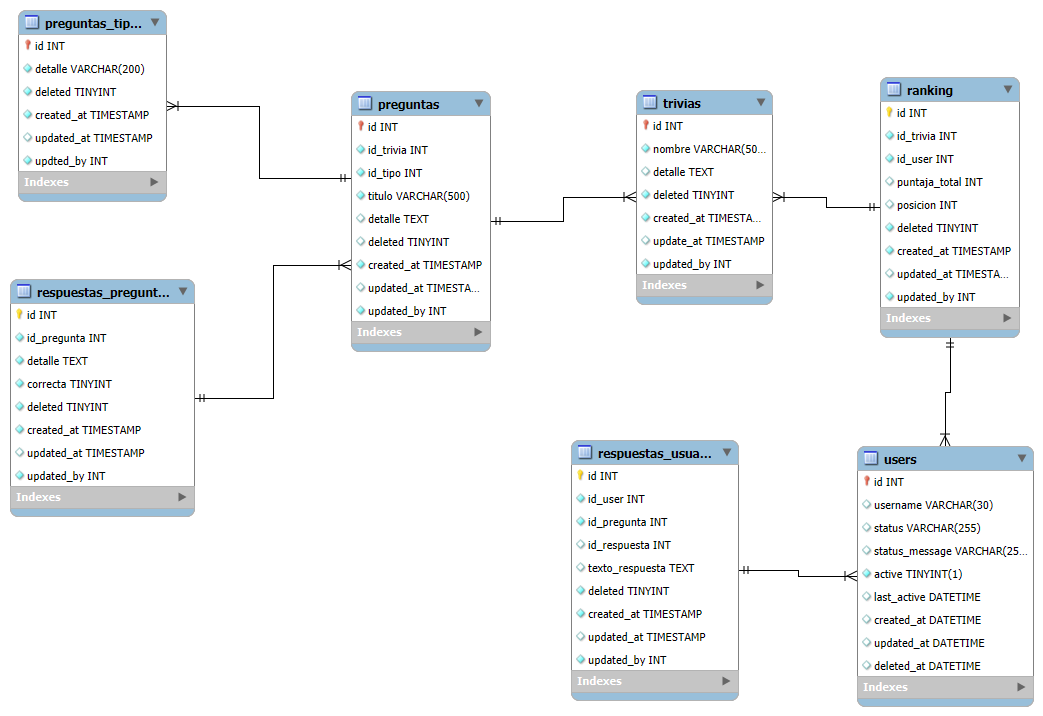 preguntas_tip...
id INT
detalle VARCHAR(200)
deleted TINYINT
created_at TIMESTAMP
updated_at TIMESTAMP
updted_by INT
Indexes
preguntas
id INT
id_trivia INT
id_tipo INT
titulo VARCHAR(500)
detalle TEXT
deleted TINYINT
created_at TIMESTAMP
updated_at TIMESTA...
updated_by INT
Indexes
trivias
id INT
nombre VARCHAR(50...
detalle TEXT
deleted TINYINT
created_at TIMESTA...
update_at TIMESTAMP
updated_by INT
Indexes
ranking
id INT
id_trivia INT
id_user INT
puntaja_total INT
posicion INT
deleted TINYINT
created_at TIMESTAMP
updated_at TIMESTA...
updated_by INT
Indexes
respuestas_pregunt...
id INT
id_pregunta INT
detalle TEXT
correcta TINYINT
deleted TINYINT
created_at TIMESTAMP
updated_at TIMESTAMP
updated_by INT
Indexes
respuestas_usua...
id INT
id_user INT
id_pregunta INT
id_respuesta INT
texto_respuesta TEXT
deleted TINYINT
created_at TIMESTAMP
updated_at TIMESTAMP
updated_by INT
Indexes
users
id INT
username VARCHAR(30)
status VARCHAR(255)
status_message VARCHAR(25...
active TINYINT(1)
last_active DATETIME
created_at DATETIME
updated_at DATETIME
deleted_at DATETIME
Indexes